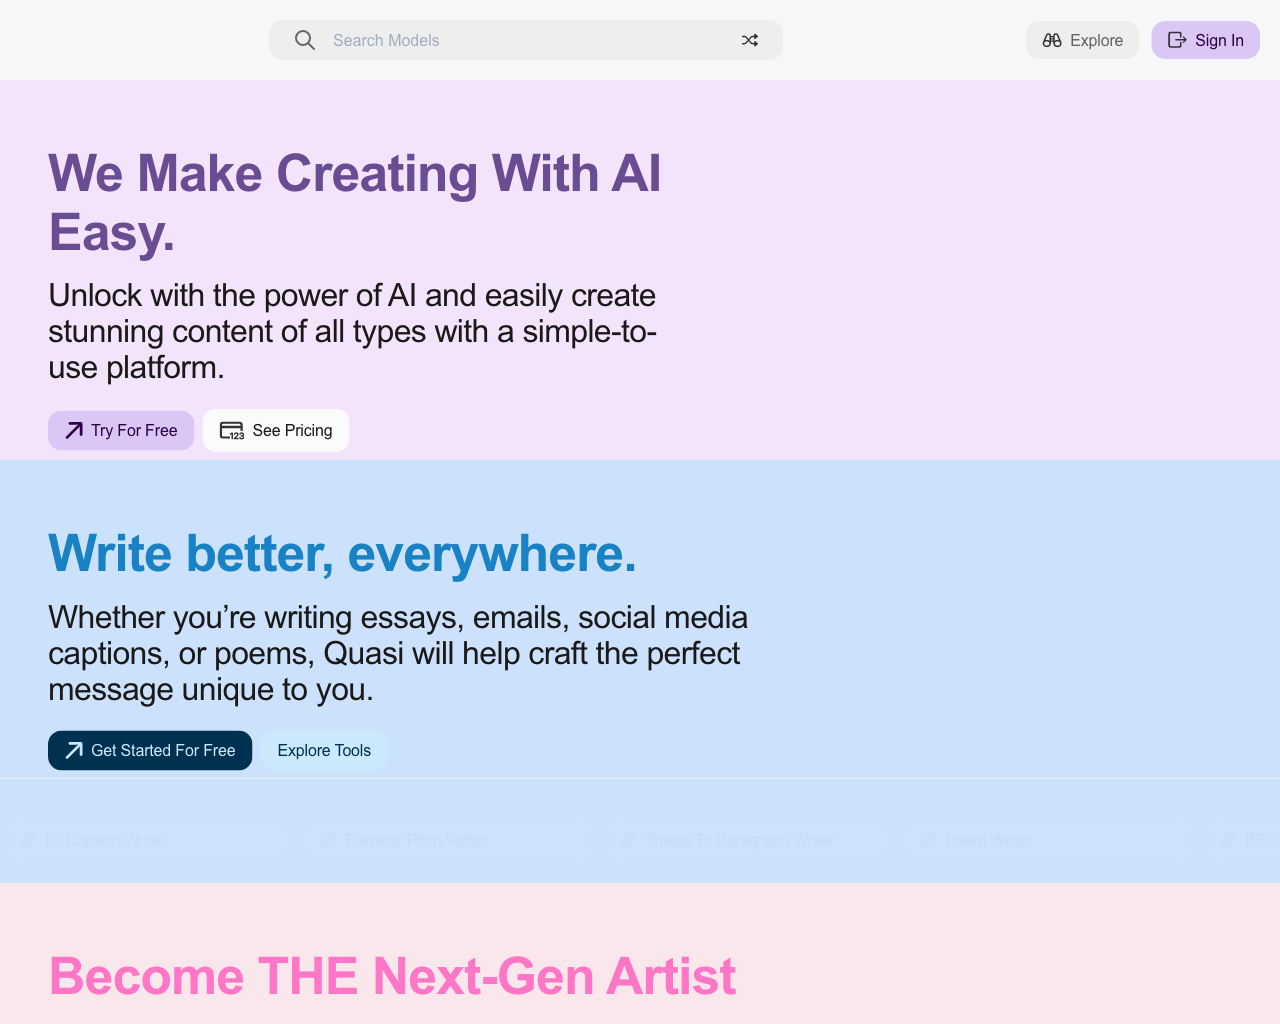 Search Models
Explore
Sign In
We Make Creating With AI
Easy.
Unlock with the power of AI and easily create
stunning content of all types with a simple-to-
use platform.
Try For Free
123
See Pricing
Write better, everywhere.
Whether you’re writing essays, emails, social media
captions, or poems, Quasi will help craft the perfect
message unique to you.
Get Started For Free
Explore Tools
IG Caption Writer
Elevator Pitch Writer
Thesis To Paragraph Writer
Poem Writer
Become THE Next-Gen Artist